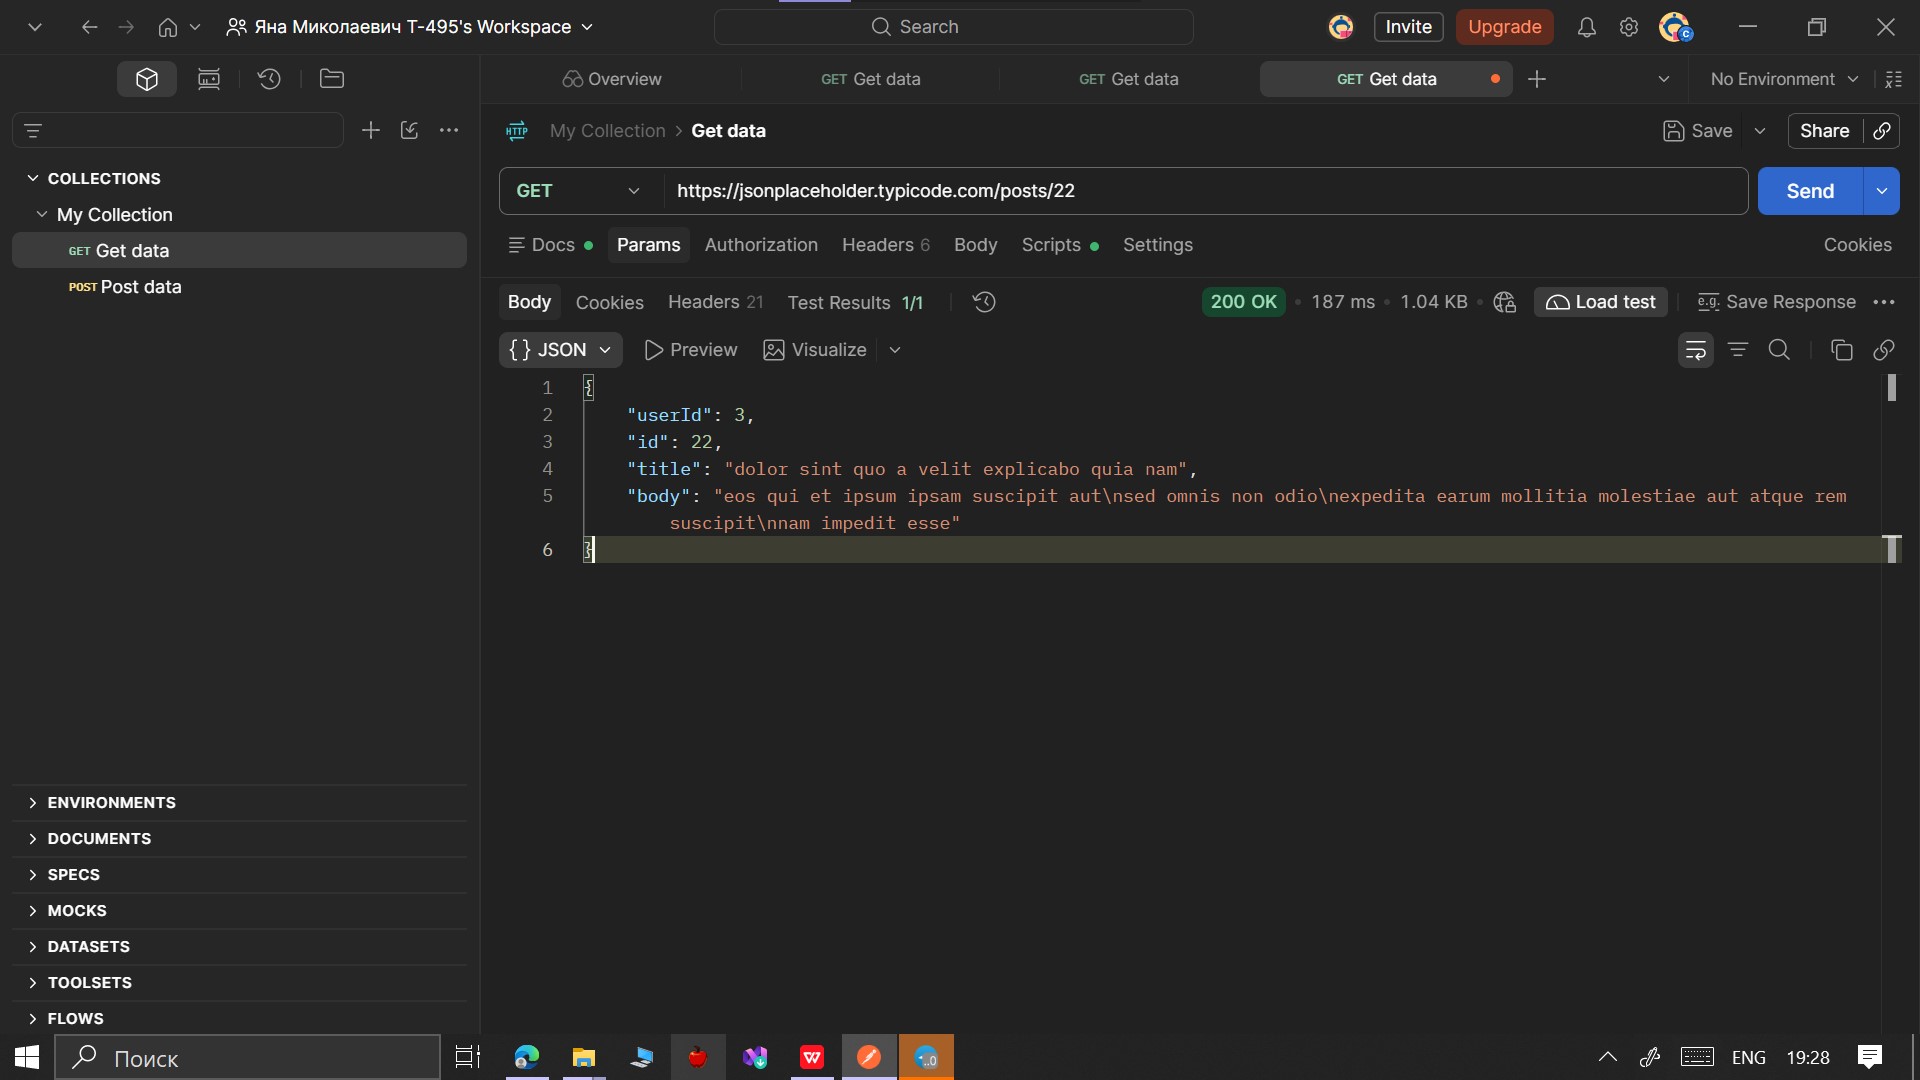 Яна Миколаевич Т-495's Workspace
Search
Invite
Upgrade
Overview
GET Get data
GET Get data
GET Get data
No Environment
HTTP
My Collection > Get data
Save
Share
COLLECTIONS
My Collection
GET Get data
POST Post data
GET
https://jsonplaceholder.typicode.com/posts/22
Send
Docs
Params
Authorization
Headers 6
Body
Scripts
Settings
Cookies
Body
Cookies
Headers 21
Test Results 1/1
200 OK
187 ms
1.04 KB
Load test
e.g. Save Response
{} JSON
Preview
Visualize
1 {
2 "userId": 3,
3 "id": 22,
4 "title": "dolor sint quo a velit explicabo quia nam",
5 "body": "eos qui et ipsum ipsam suscipit aut\nsed omnis non odio\nexpedita earum mollitia molestiae aut atque rem
suscipit\nnam impedit esse"
6 }
ENVIRONMENTS
DOCUMENTS
SPECS
MOCKS
DATASETS
TOOLSETS
FLOWS
Поиск
ENG
19:28